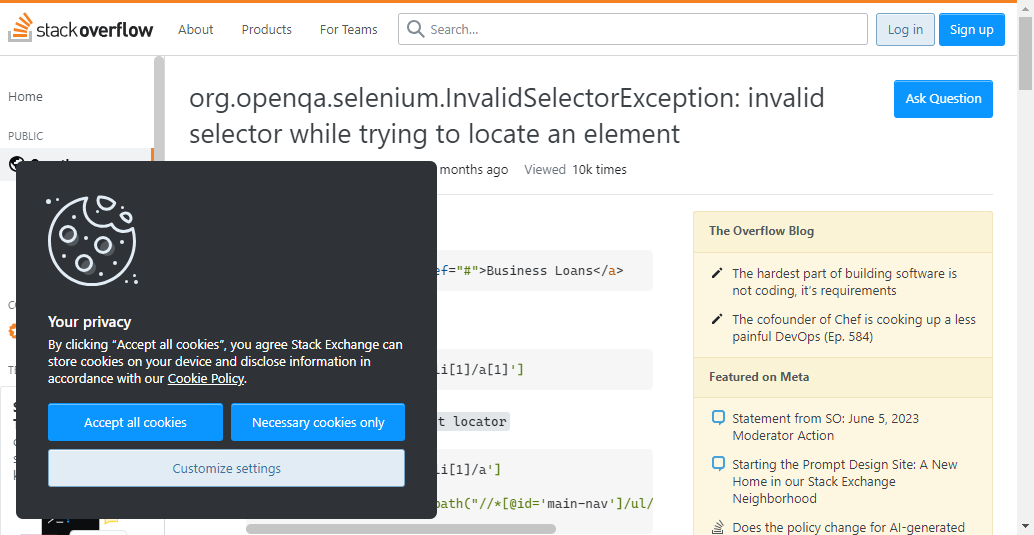 stackoverflow
About
Products
For Teams
Search...
Log in
Sign up
Home
PUBLIC
org.openqa.selenium.InvalidSelectorException: invalid
selector while trying to locate an element
Ask Question
months ago
Viewed 10k times
="#">Business Loans</a>
li[1]/a[1]']
t locator
li[1]/a']
path("//*[@id='main-nav']/ul/
Your privacy
By clicking “Accept all cookies”, you agree Stack Exchange can
store cookies on your device and disclose information in
accordance with our Cookie Policy.
Accept all cookies
Necessary cookies only
Customize settings
The Overflow Blog
The hardest part of building software is
not coding, it’s requirements
The cofounder of Chef is cooking up a less
painful DevOps (Ep. 584)
Featured on Meta
Statement from SO: June 5, 2023
Moderator Action
Starting the Prompt Design Site: A New
Home in our Stack Exchange
Neighborhood
Does the policy change for AI-generated